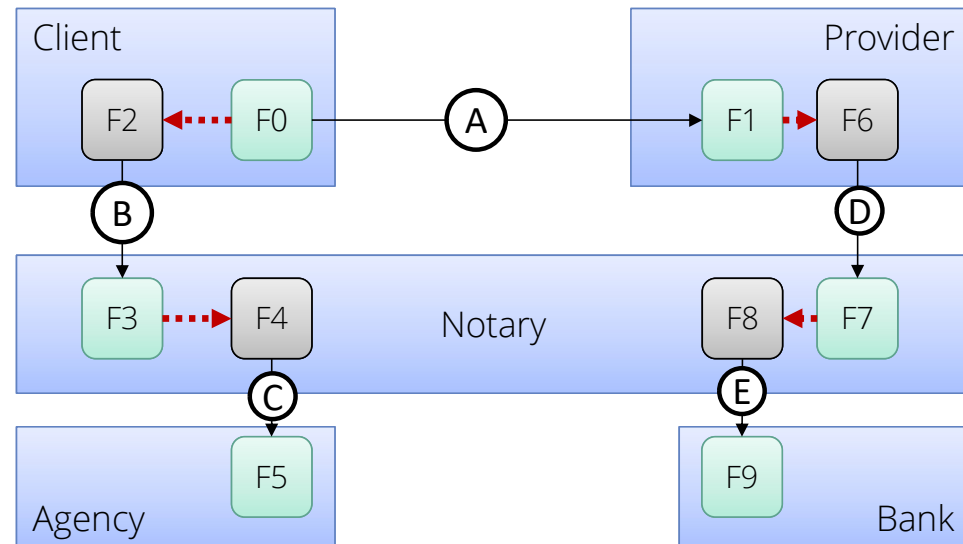 Client
Provider
F2
F0
A
F1
F6
B
D
F3
F4
Notary
F8
F7
C
E
F5
F9
Agency
Bank